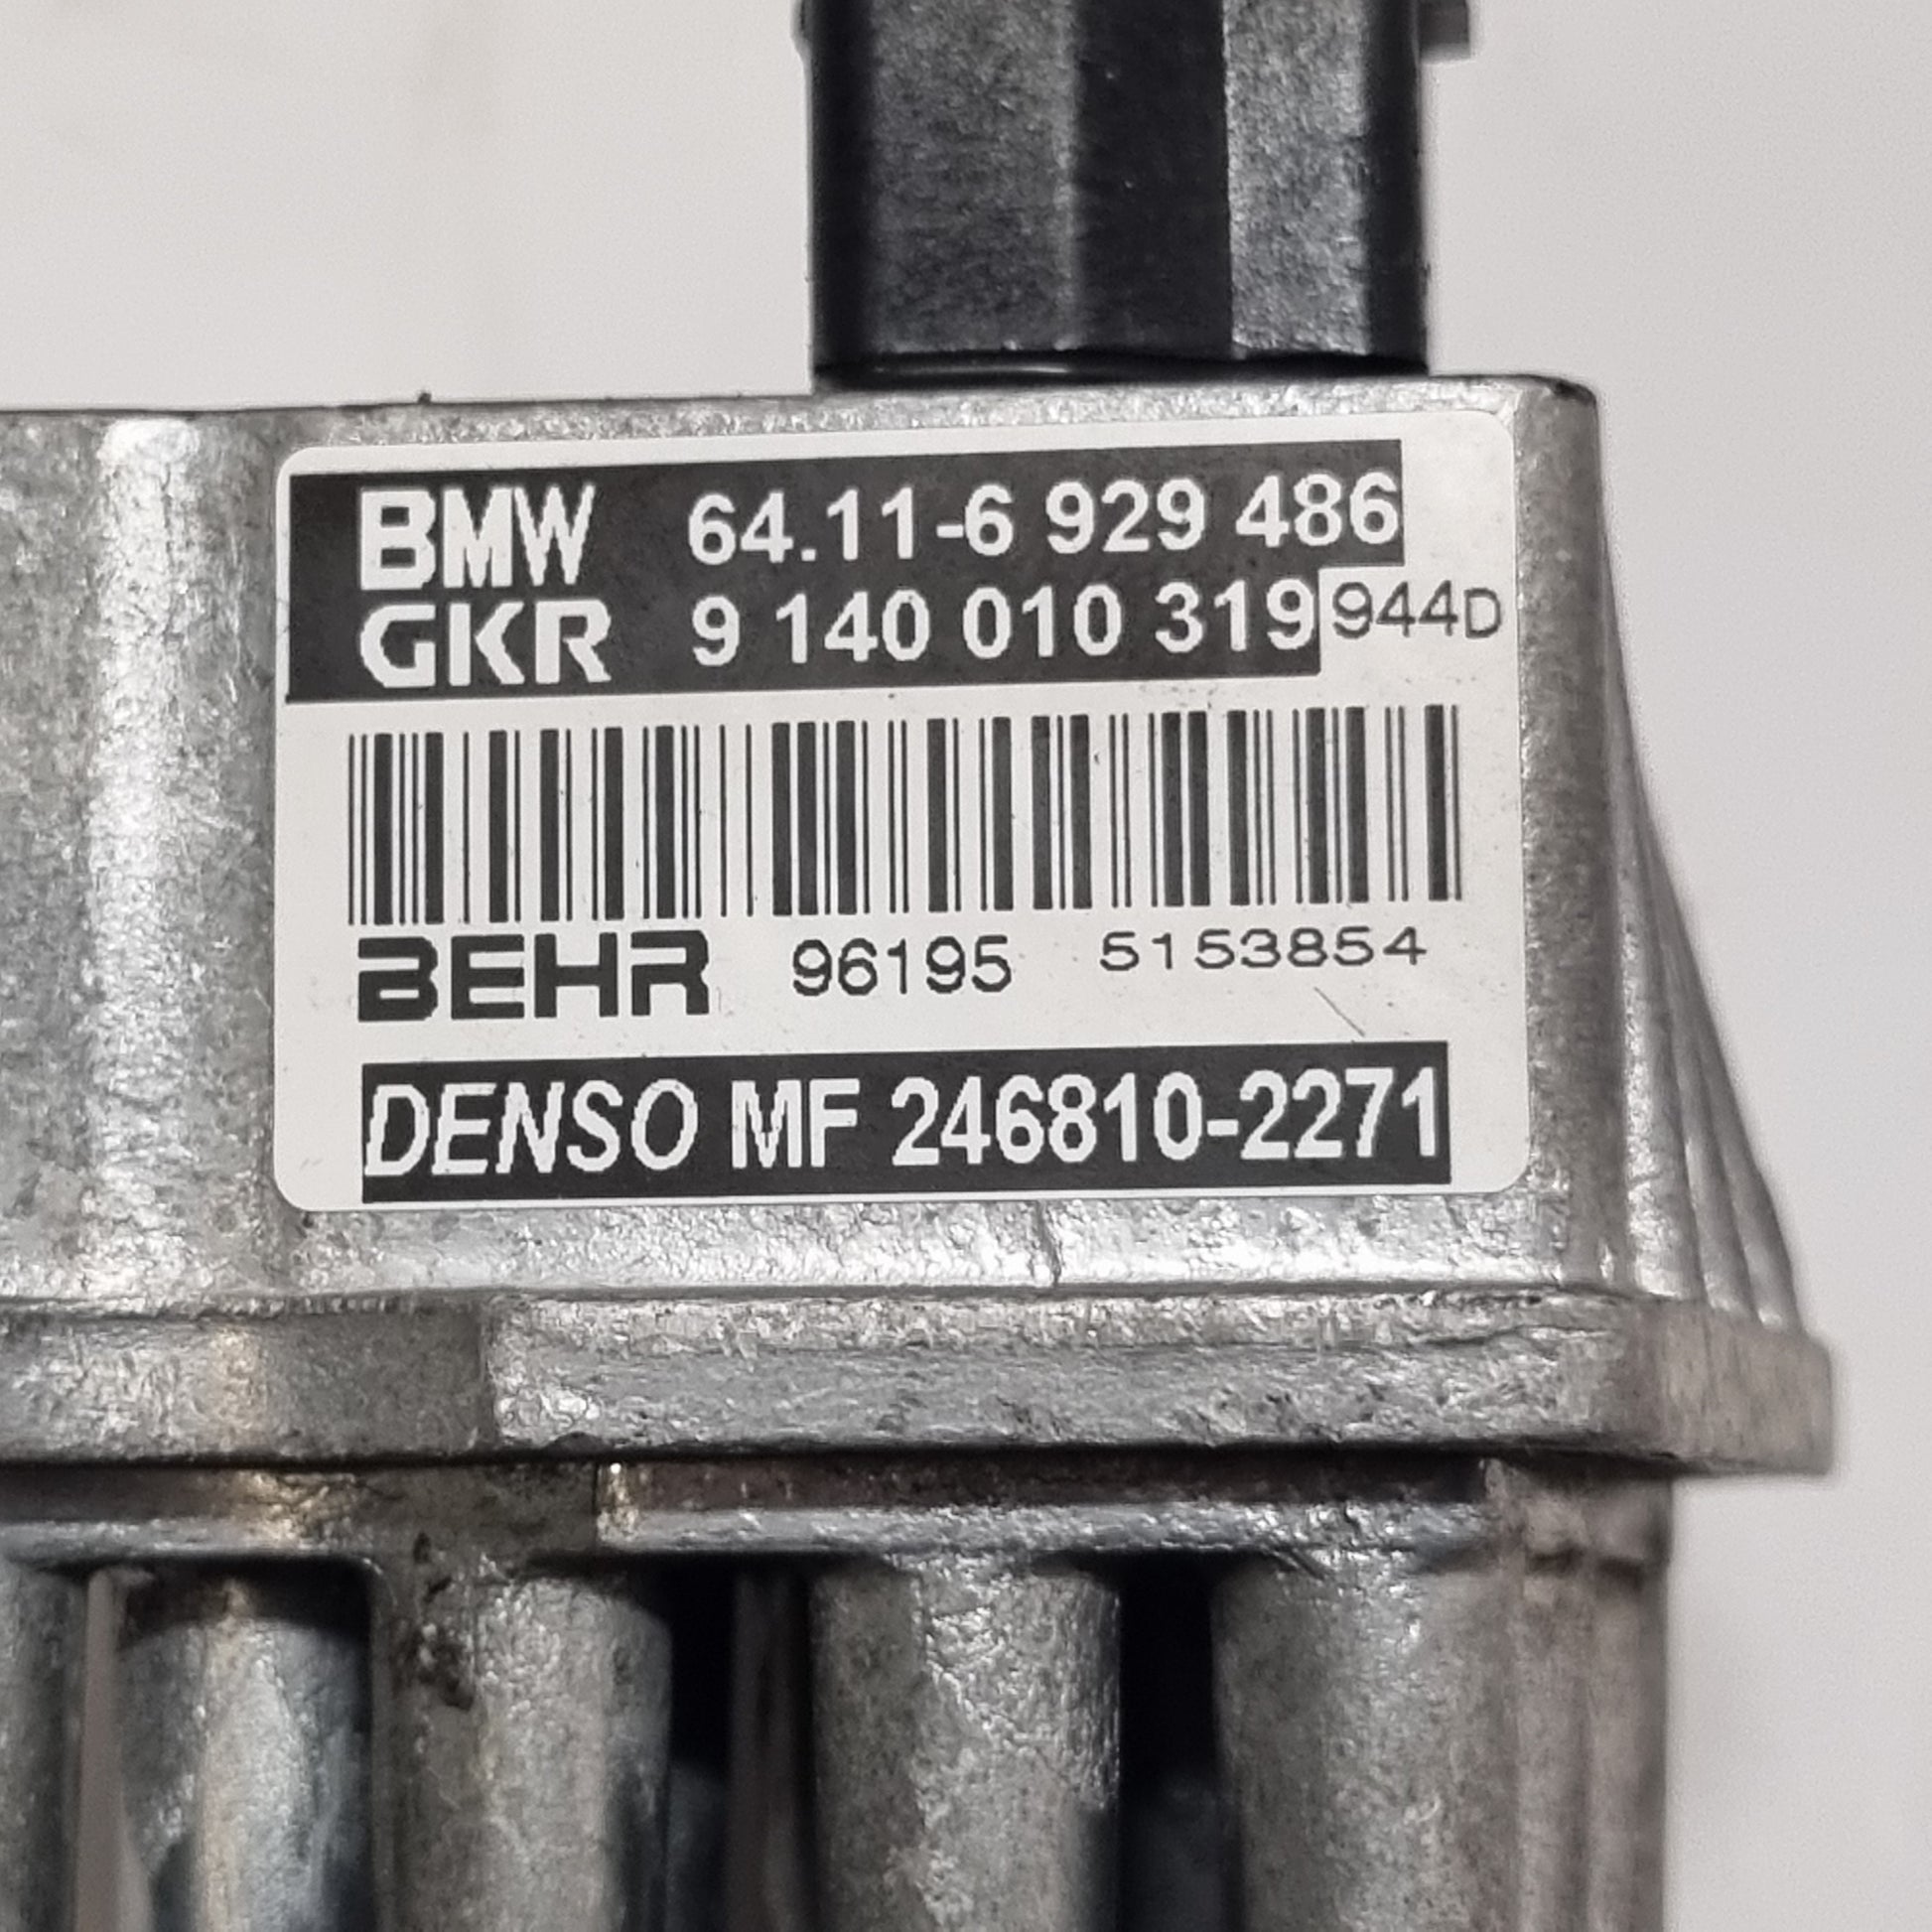 BMW 64.11-6 929 486
GKR 9 140 010 319 944D
BEHR 96195 5153854
DENSO MF 246810-2271